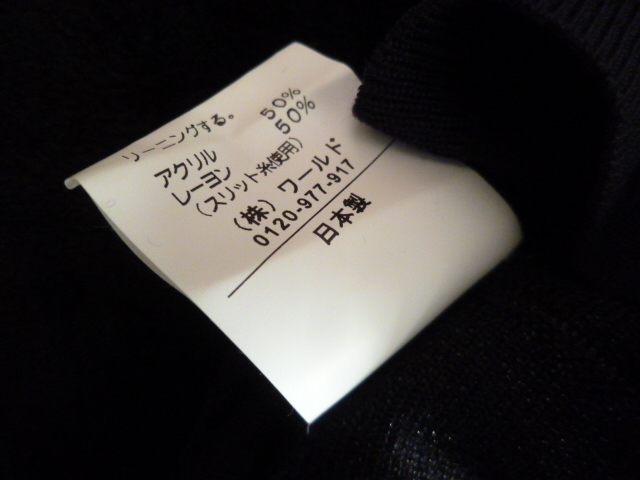 リーニングする。
アクリル 50%
レーヨン 50%
(スリット糸使用)
(株) ワールド
0120-977-917
日本製